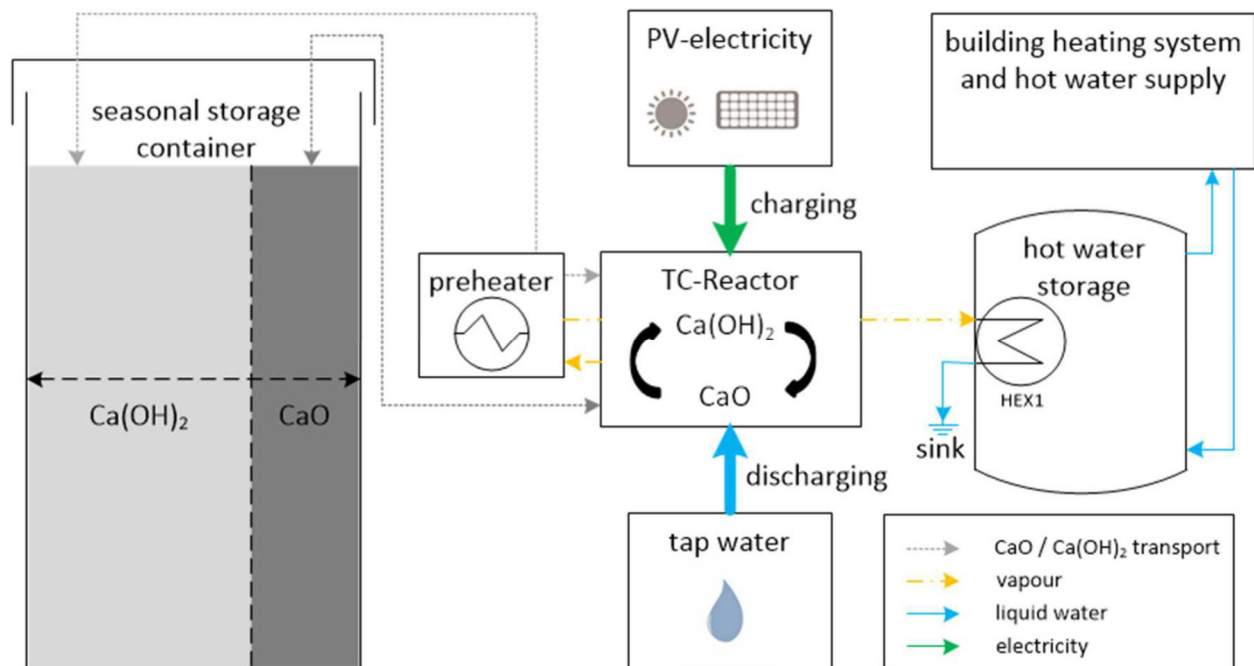 PV-electricity
building heating system
and hot water supply
seasonal storage
container
charging
preheater
TC-Reactor
Ca(OH)₂
CaO
hot water
storage
HEX1
sink
Ca(OH)₂
CaO
discharging
tap water
CaO / Ca(OH)₂ transport
vapour
liquid water
electricity